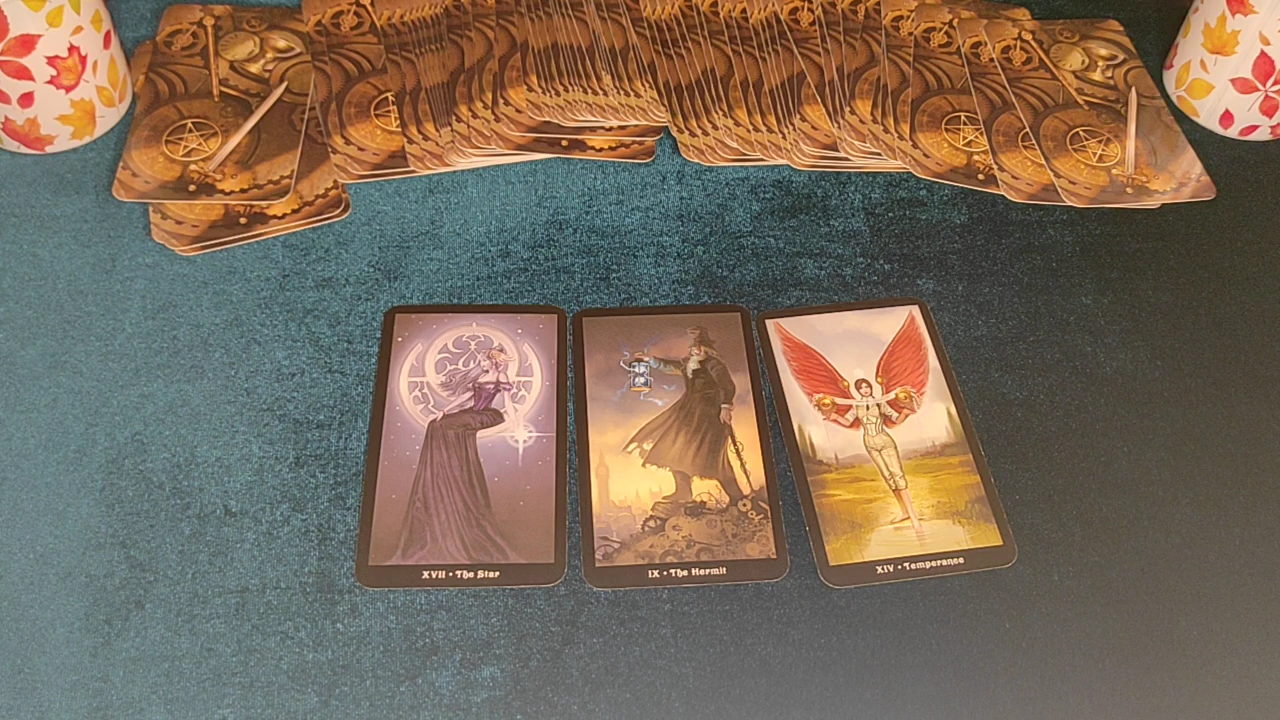 XVII • The Star
IX • The Hermit
XIV • Temperance